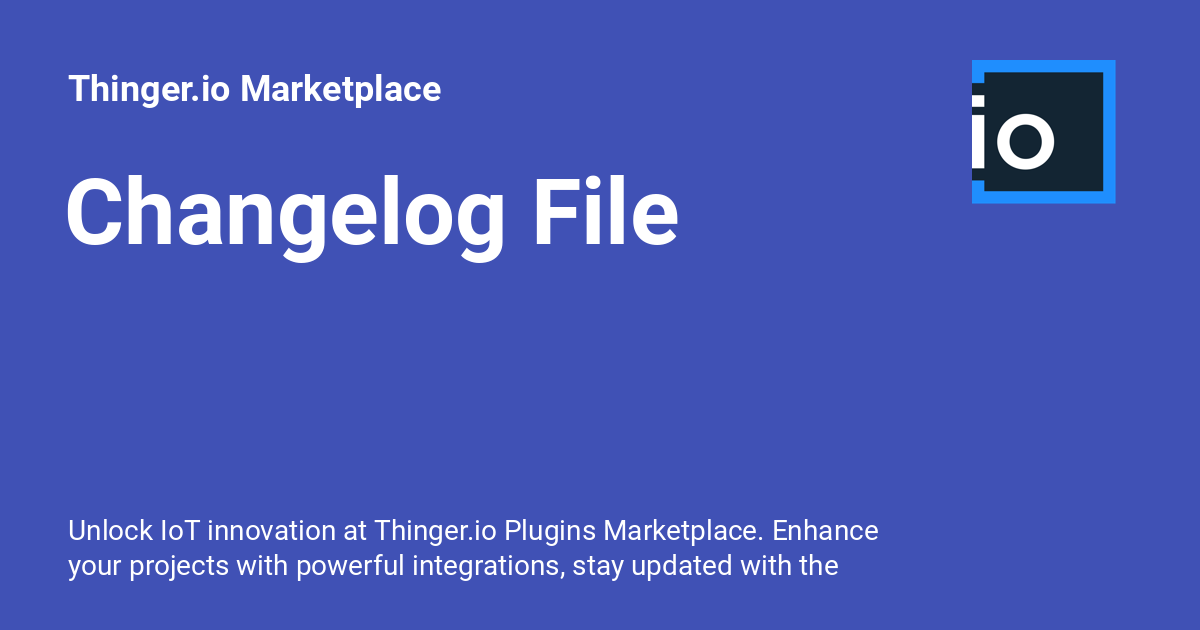 Thinger.io Marketplace
io
Changelog File
Unlock IoT innovation at Thinger.io Plugins Marketplace. Enhance
your projects with powerful integrations, stay updated with the